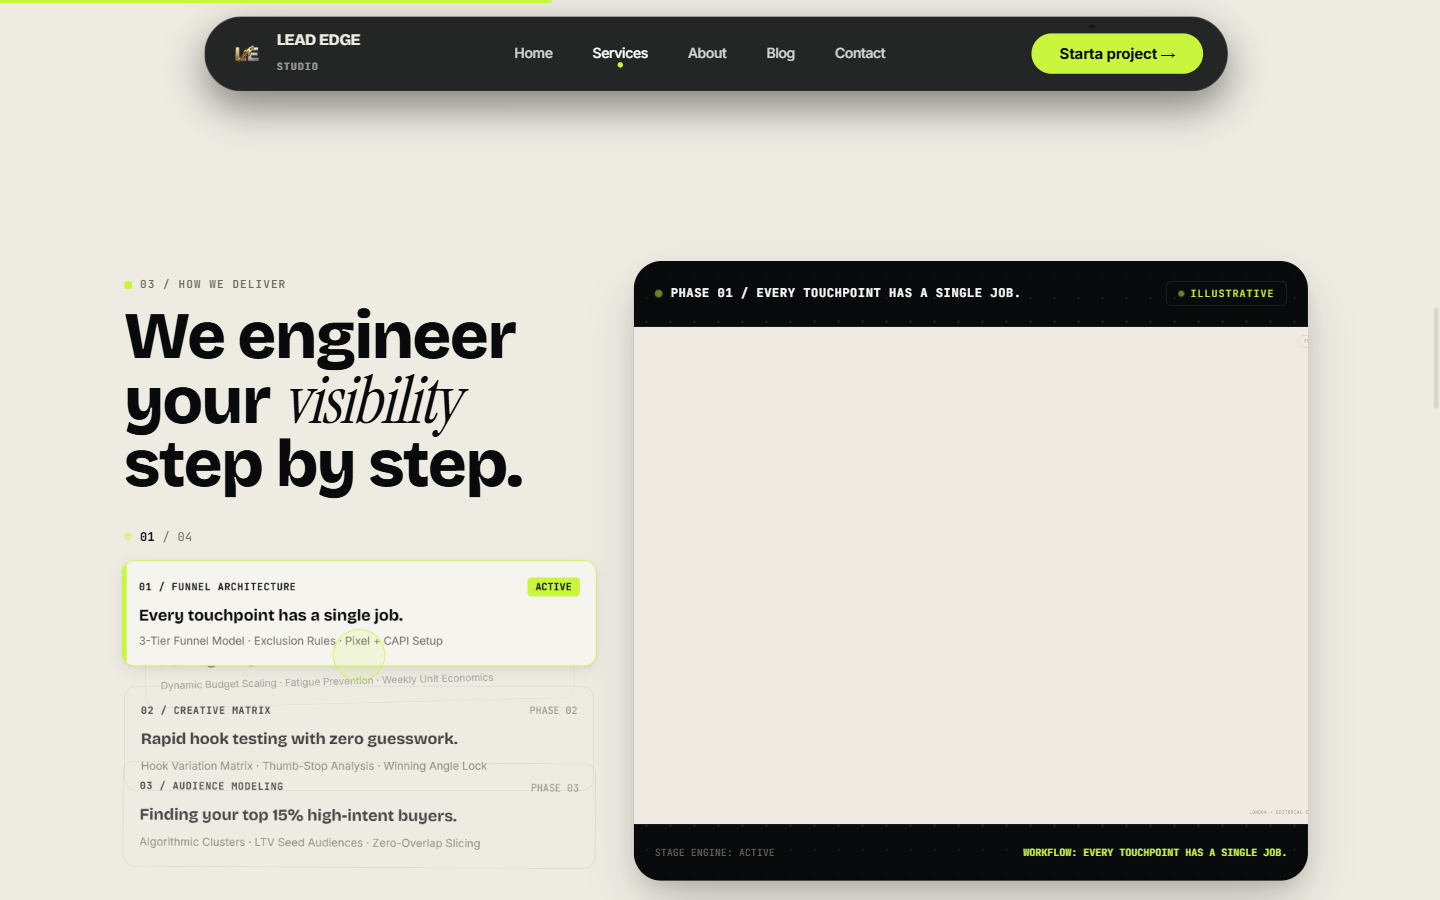 LEAD EDGE
STUDIO
Home
Services
About
Blog
Contact
Starta project →
03 / HOW WE DELIVER
We engineer
your visibility
step by step.
01 / 04
01 / FUNNEL ARCHITECTURE
ACTIVE
Every touchpoint has a single job.
3-Tier Funnel Model · Exclusion Rules · Pixel + CAPI Setup
Dynamic Budget Scaling · Fatigue Prevention · Weekly Unit Economics
02 / CREATIVE MATRIX
PHASE 02
Rapid hook testing with zero guesswork.
Hook Variation Matrix · Thumb-Stop Analysis · Winning Angle Lock
03 / AUDIENCE MODELING
PHASE 03
Finding your top 15% high-intent buyers.
Algorithmic Clusters · LTV Seed Audiences · Zero-Overlap Slicing
PHASE 01 / EVERY TOUCHPOINT HAS A SINGLE JOB.
ILLUSTRATIVE
STAGE ENGINE: ACTIVE
WORKFLOW: EVERY TOUCHPOINT HAS A SINGLE JOB.